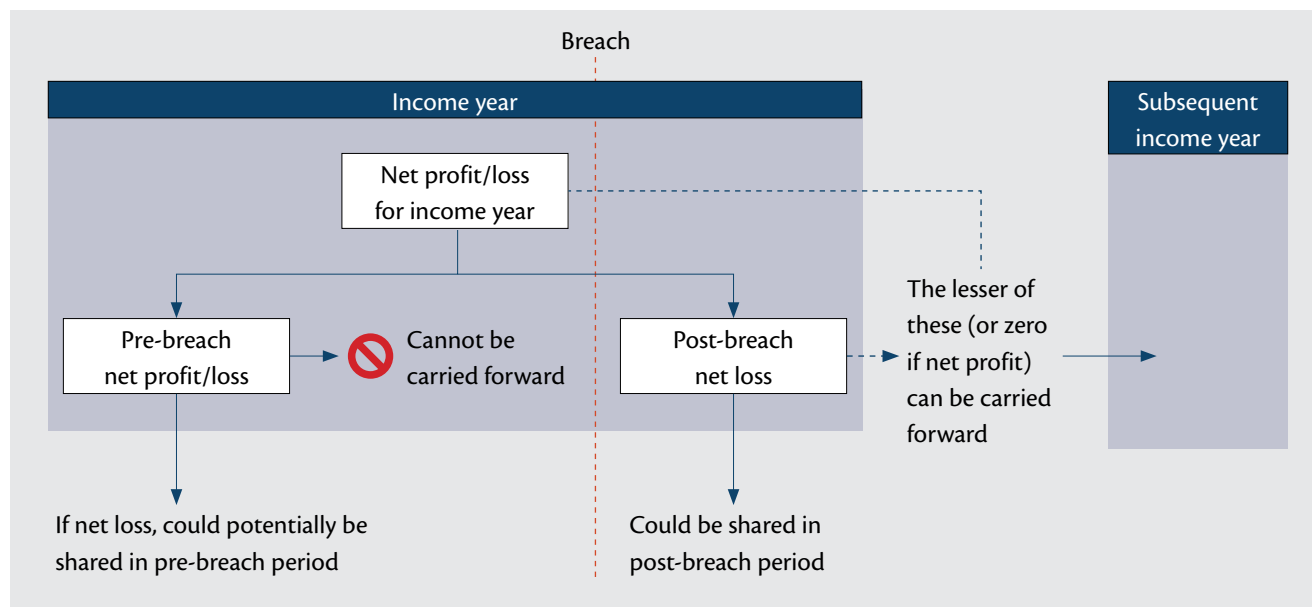 Breach
Income year
Subsequent
income year
Net profit/loss
for income year
Pre-breach
net profit/loss
Cannot be
carried forward
Post-breach
net loss
The lesser of
these (or zero
if net profit)
can be carried
forward
If net loss, could potentially be
shared in pre-breach period
Could be shared in
post-breach period